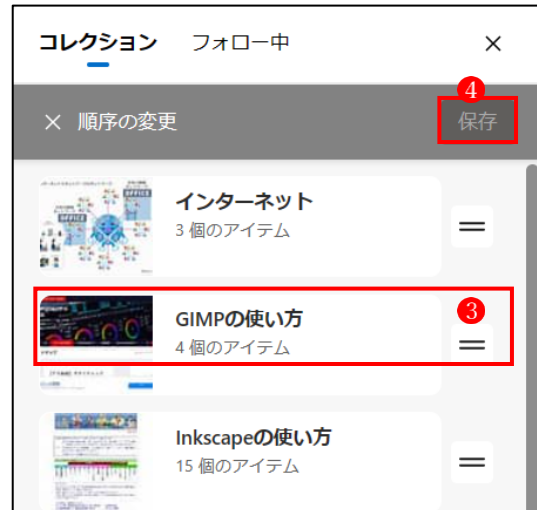 コレクション フォロー中 ×
4
× 順序の変更 保存
インターネット
3 個のアイテム
GIMPの使い方
3
4 個のアイテム
Inkscapeの使い方
15 個のアイテム